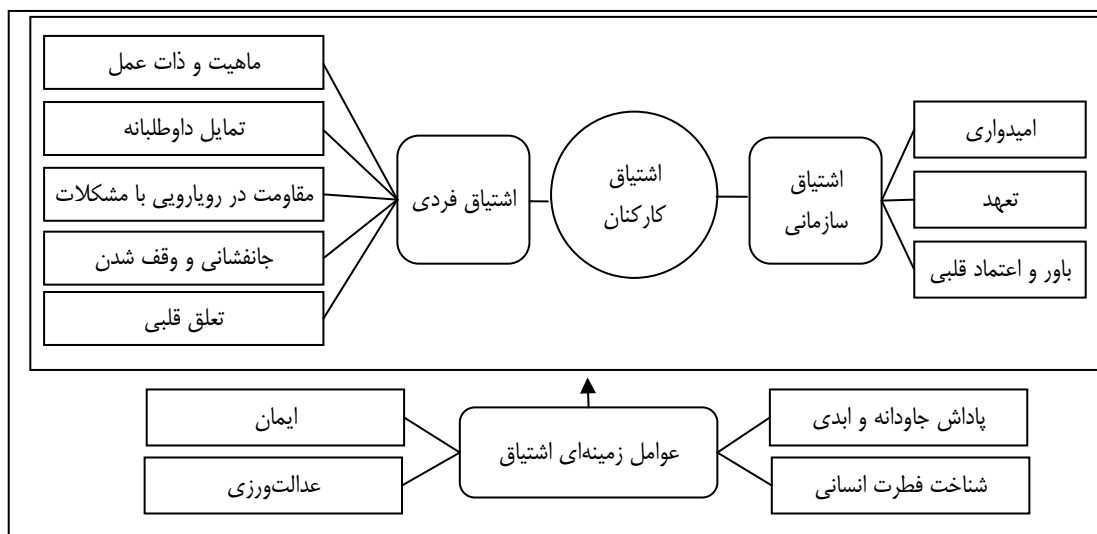 امیدواری
تعهد
باور و اعتماد قلبی
اشتیاق
سازمانی
اشتیاق
کارکنان
اشتیاق فردی
ماهیت و ذات عمل
تمایل داوطلبانه
مقاومت در رویارویی با مشکلات
جانفشانی و وقف شدن
تعلق قلبی
پاداش جاودانه و ابدی
شناخت فطرت انسانی
عوامل زمینه‌ای اشتیاق
ایمان
عدالت‌ورزی